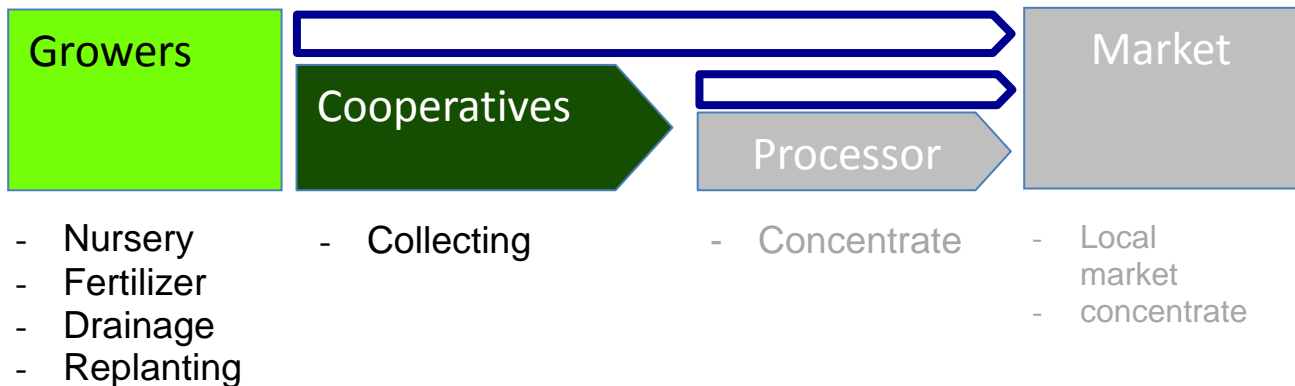 Growers
Cooperatives
Processor
Market
- Nursery
- Fertilizer
- Drainage
- Replanting
- Collecting
- Concentrate
- Local
market
- concentrate